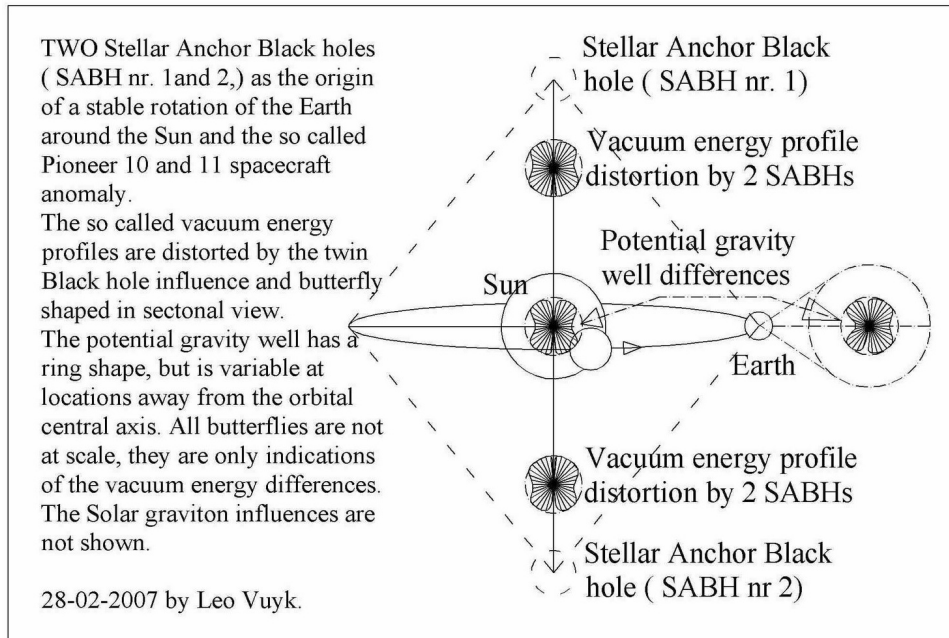 TWO Stellar Anchor Black holes
( SABH nr. 1and 2,) as the origin
of a stable rotation of the Earth
around the Sun and the so called
Pioneer 10 and 11 spacecraft
anomaly.
The so called vacuum energy
profiles are distorted by the twin
Black hole influence and butterfly
shaped in sectonal view.
The potential gravity well has a
ring shape, but is variable at
locations away from the orbital
central axis. All butterflies are not
at scale, they are only indications
of the vacuum energy differences.
The Solar graviton influences are
not shown.
28-02-2007 by Leo Vuyk.
Stellar Anchor Black
hole ( SABH nr. 1)
Vacuum energy profile
distortion by 2 SABHs
Potential gravity
well differences
Sun
Earth
Vacuum energy profile
distortion by 2 SABHs
Stellar Anchor Black
hole ( SABH nr 2)